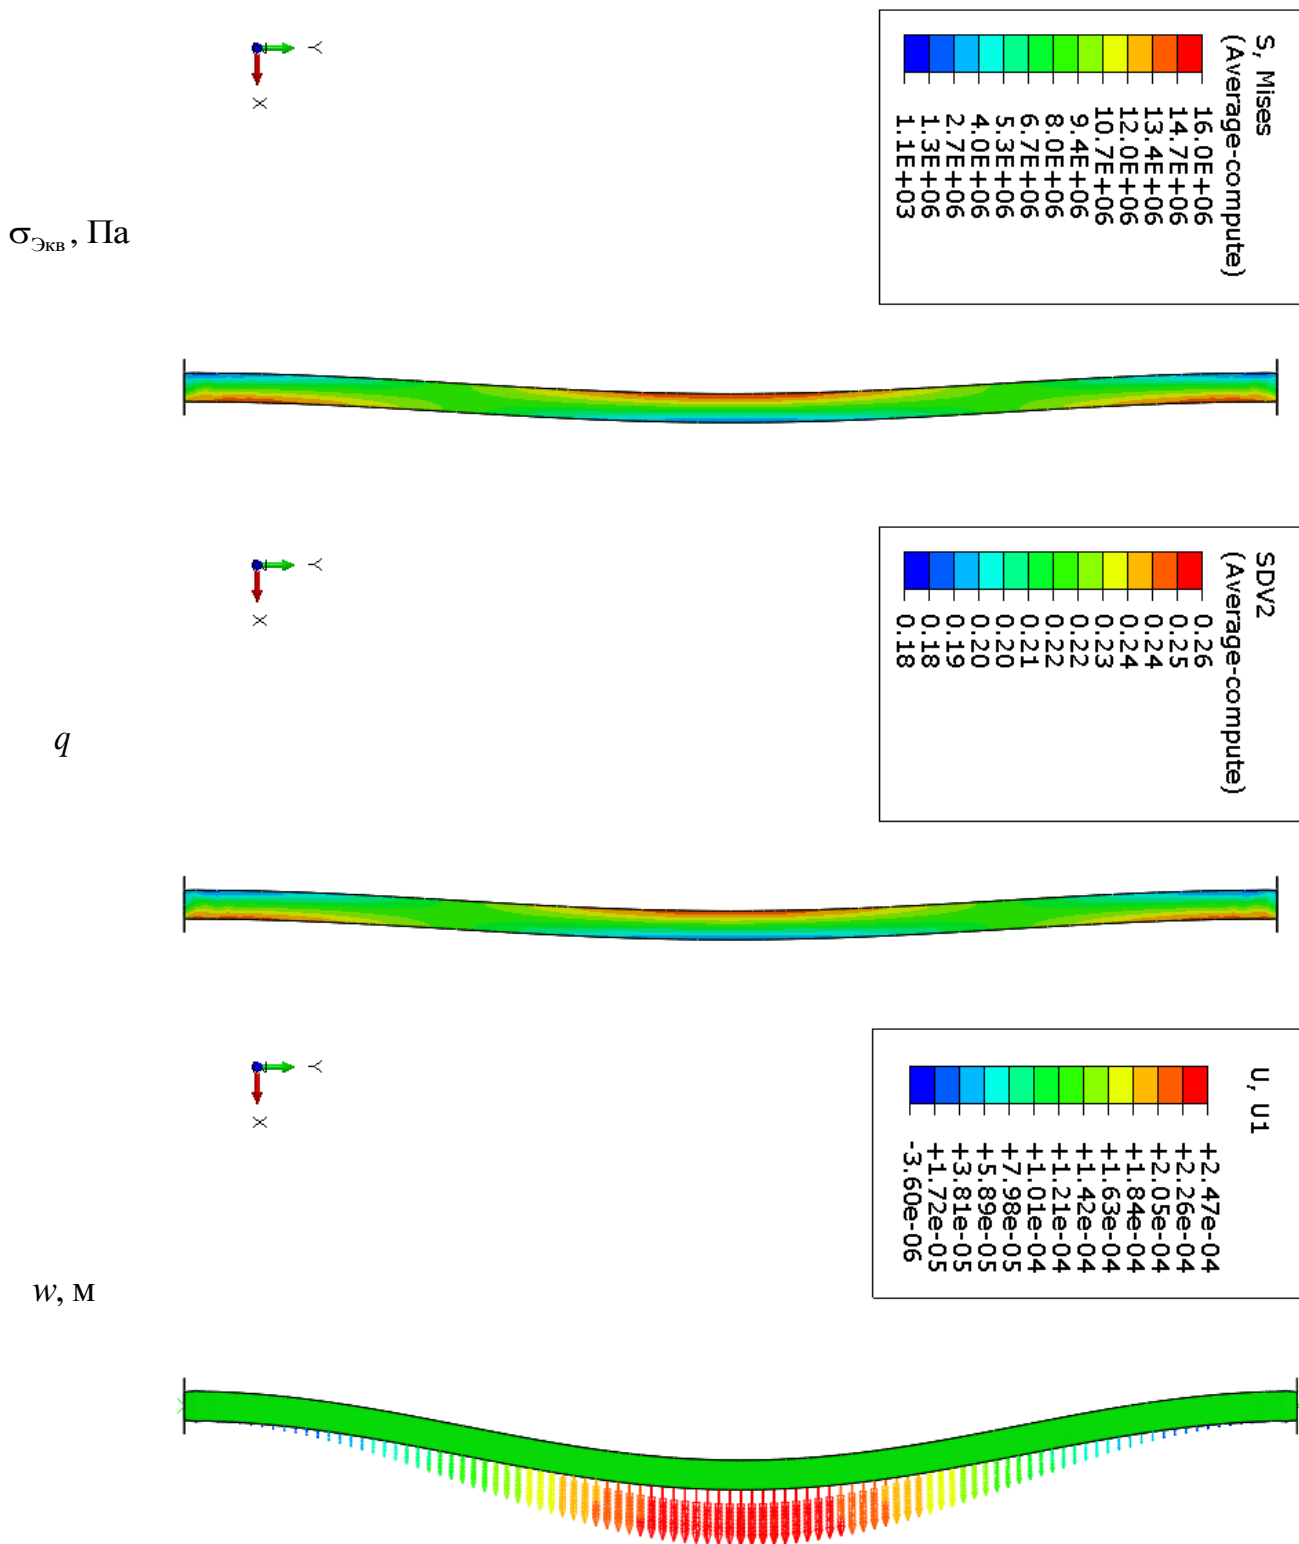 Y
X
S, Mises
(Average-compute)
16.0E+06
14.7E+06
13.4E+06
12.0E+06
10.7E+06
9.4E+06
8.0E+06
6.7E+06
5.3E+06
4.0E+06
2.7E+06
1.3E+06
1.1E+03
σЭкв, Па
Y
X
SDV2
(Average-compute)
0.26
0.25
0.24
0.24
0.23
0.22
0.22
0.21
0.20
0.20
0.19
0.18
0.18
q
Y
X
U, U1
+2.47e-04
+2.26e-04
+2.05e-04
+1.84e-04
+1.63e-04
+1.42e-04
+1.21e-04
+1.01e-04
+7.98e-05
+5.89e-05
+3.81e-05
+1.72e-05
-3.60e-06
w, м